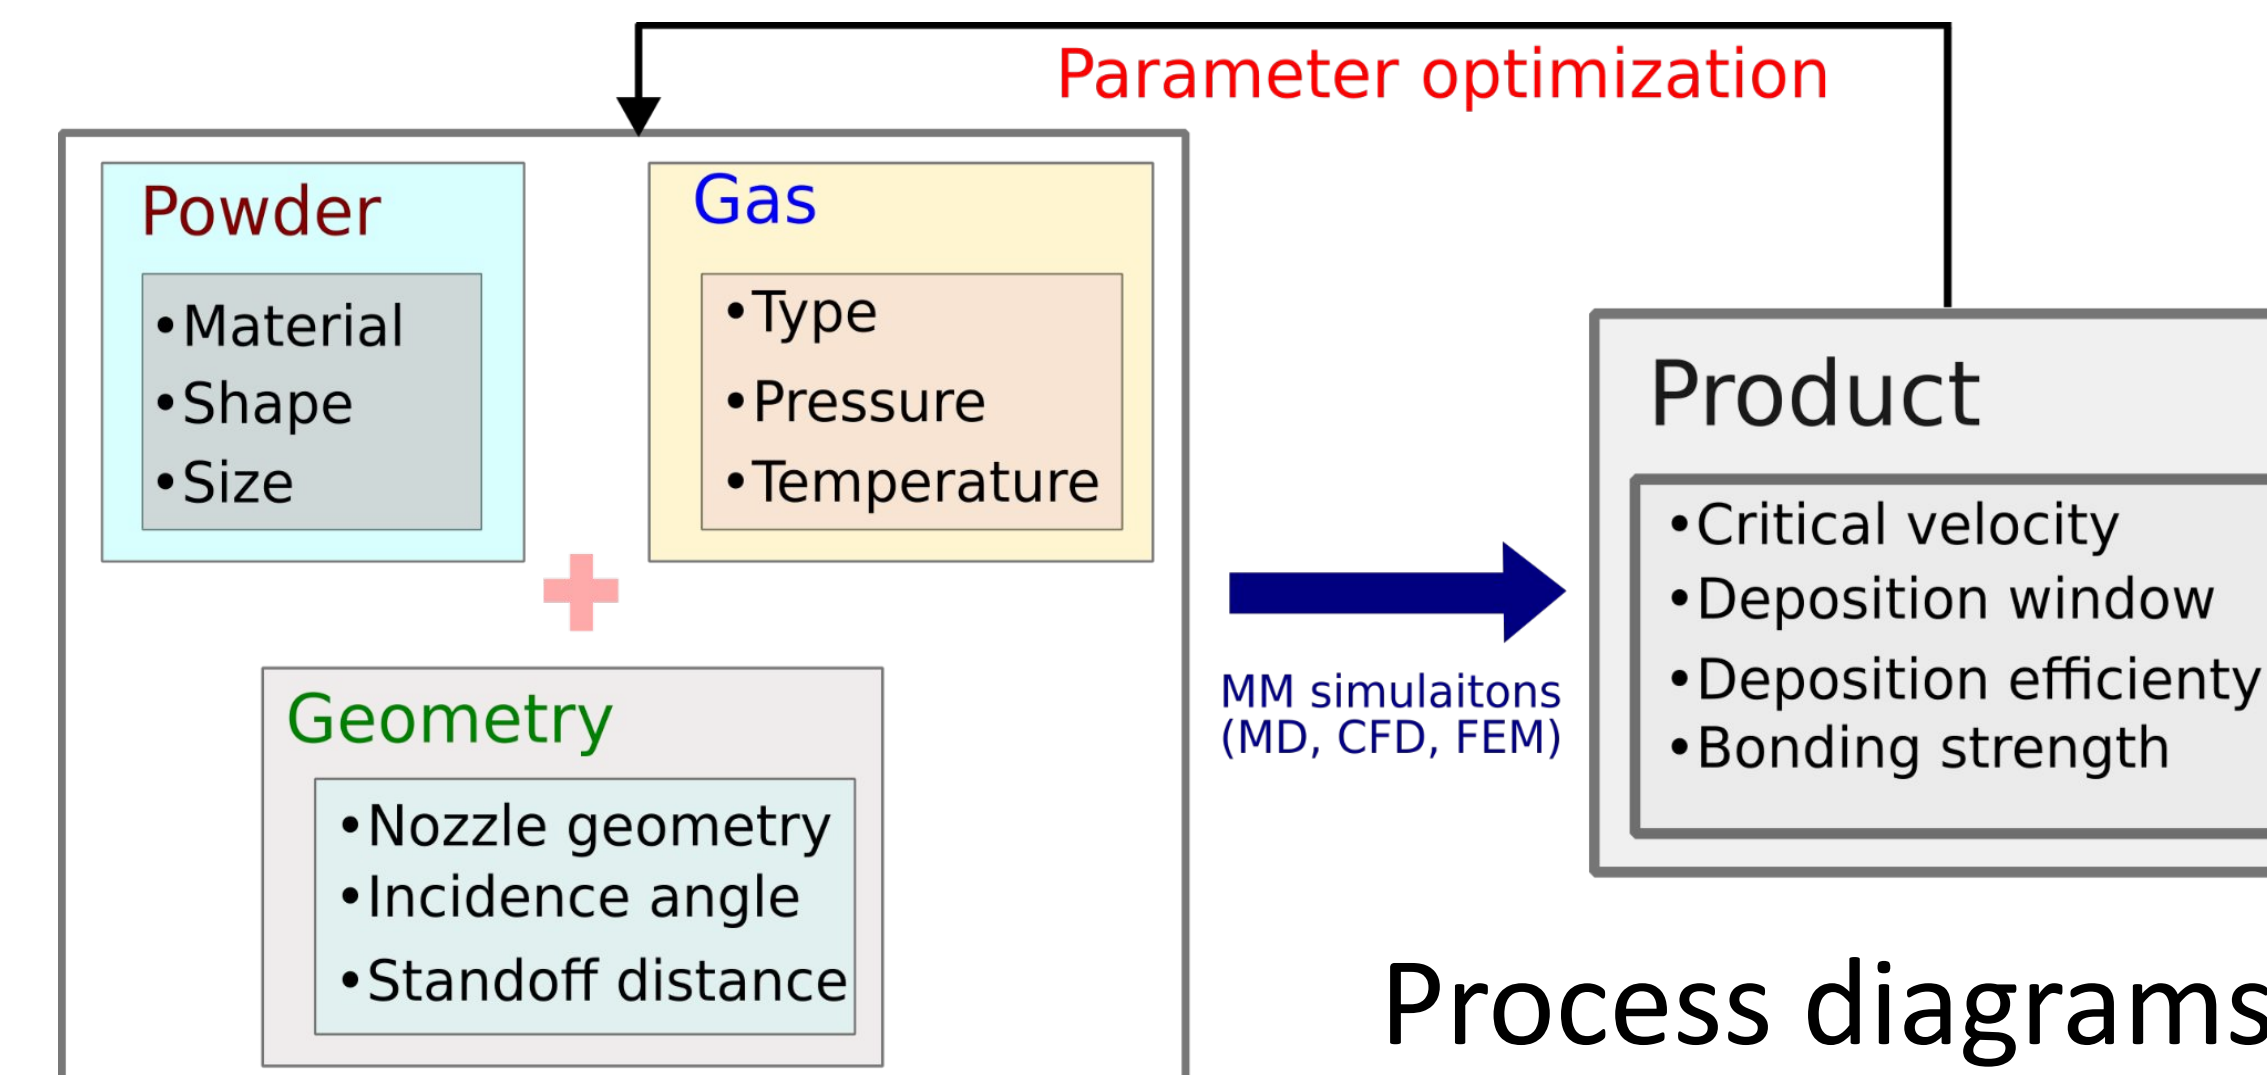 Parameter optimization
Powder
•Material
•Shape
•Size
Gas
•Type
•Pressure
•Temperature
Geometry
•Nozzle geometry
•Incidence angle
•Standoff distance
MM simulaitons
(MD, CFD, FEM)
Product
•Critical velocity
•Deposition window
•Deposition efficienty
•Bonding strength
Process diagrams